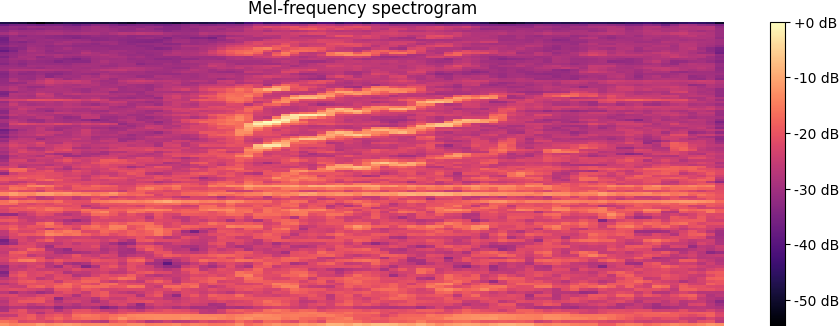 Mel-frequency spectrogram
+0 dB
-10 dB
-20 dB
-30 dB
-40 dB
-50 dB